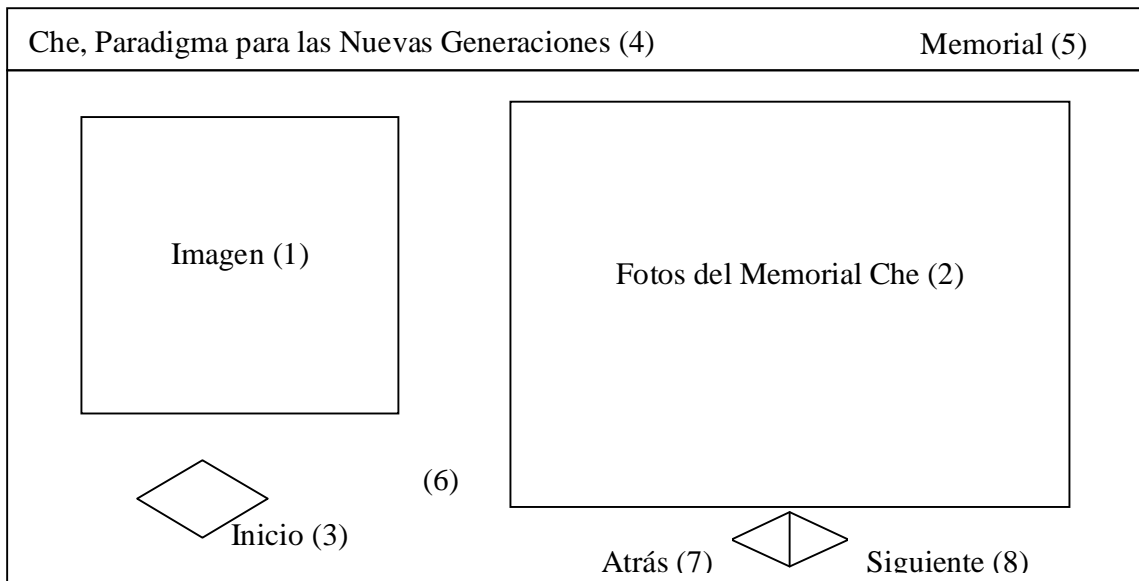 Che, Paradigma para las Nuevas Generaciones (4) Memorial (5)
Imagen (1)
Fotos del Memorial Che (2)
(6)
Inicio (3)
Atrás (7) Siguiente (8)